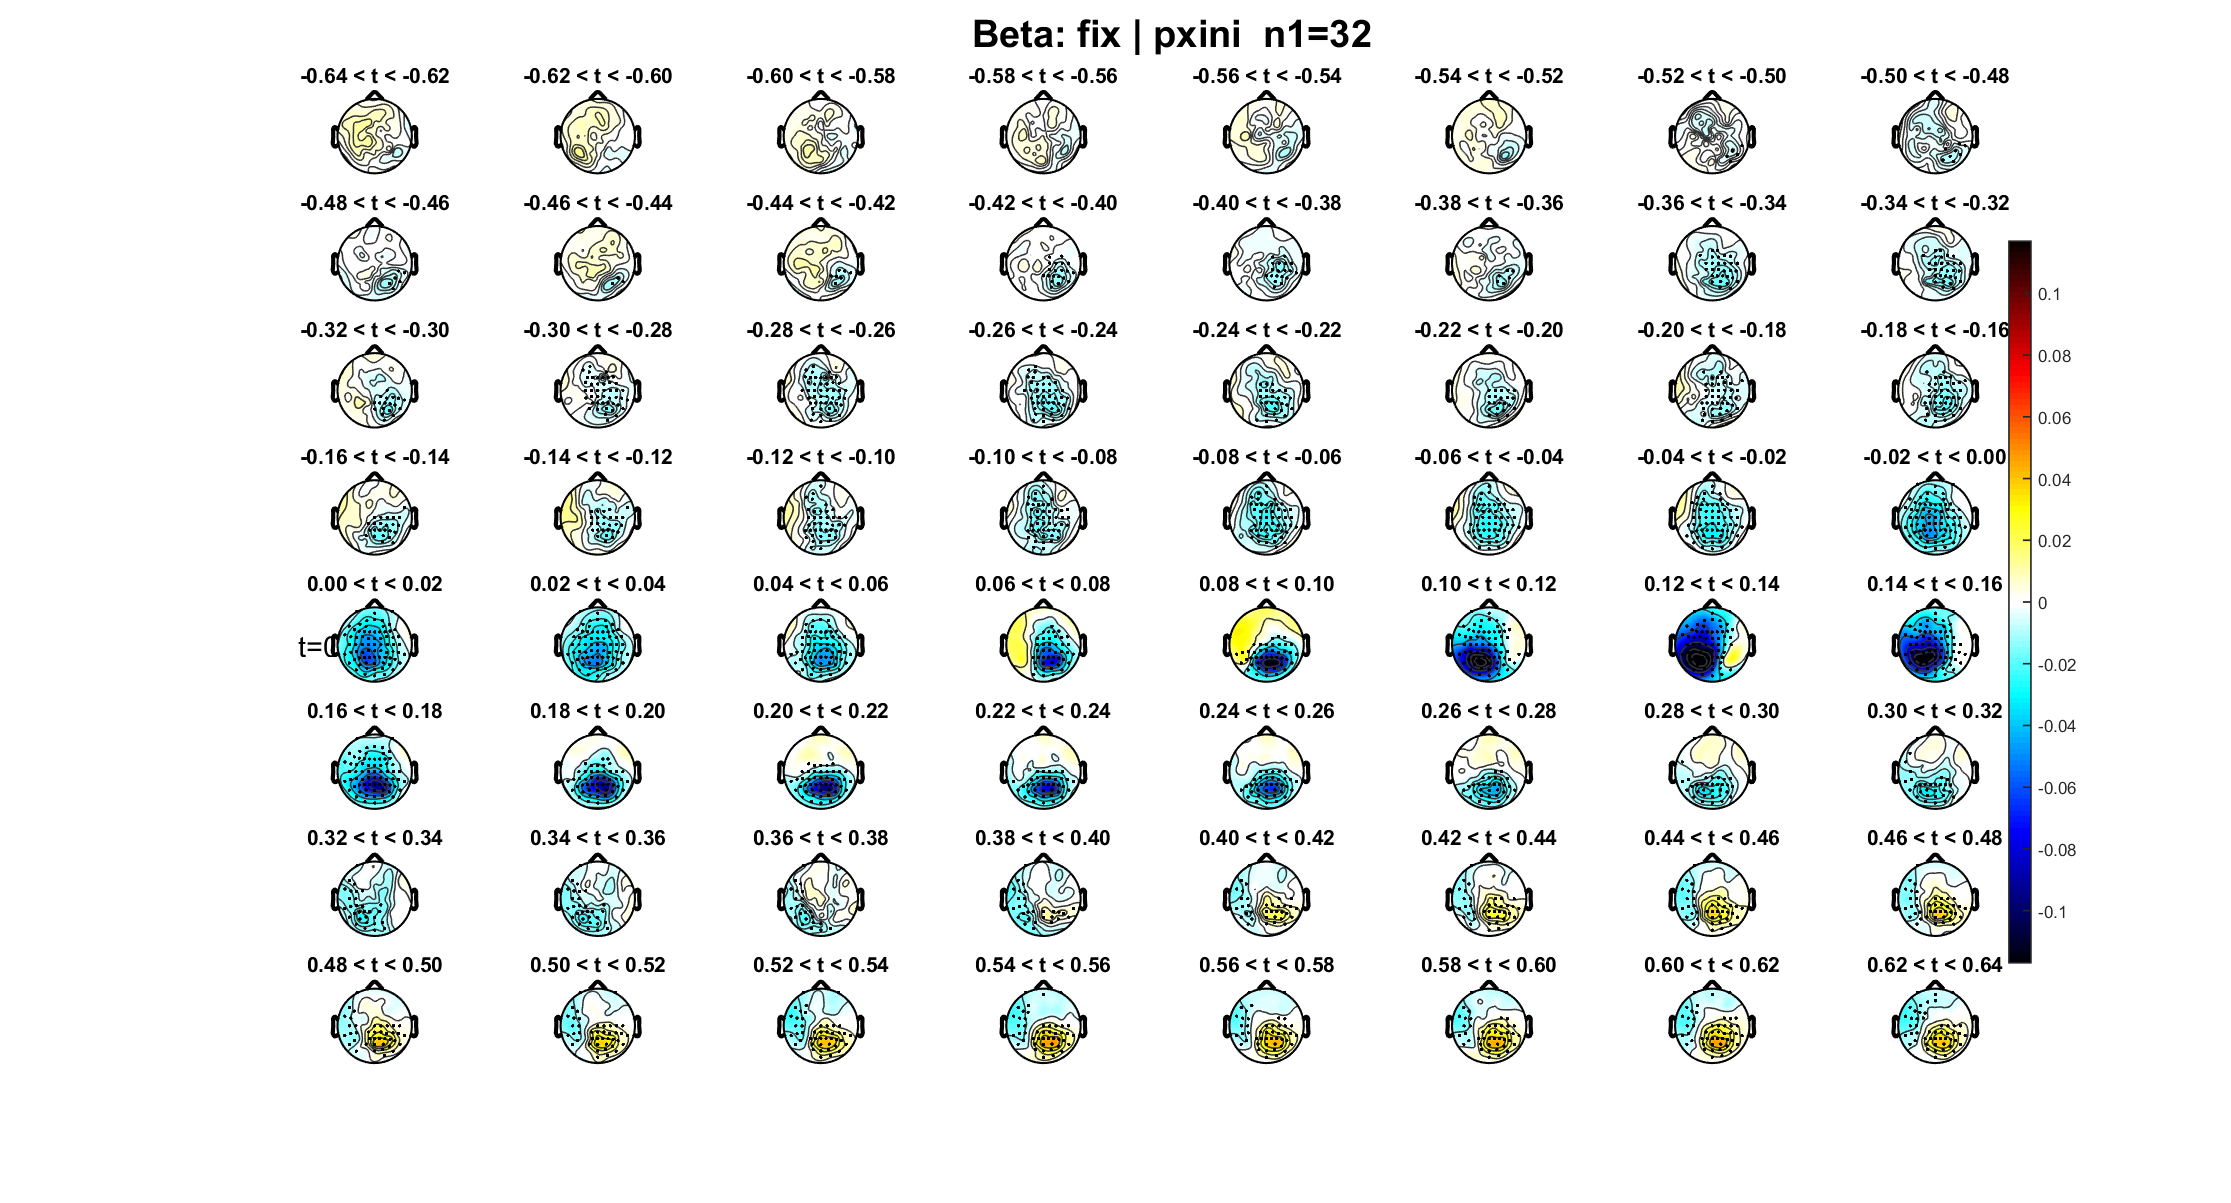 Beta: fix | pxini  n1=32
-0.64 < t < -0.62
-0.62 < t < -0.60
-0.60 < t < -0.58
-0.58 < t < -0.56
-0.56 < t < -0.54
-0.54 < t < -0.52
-0.52 < t < -0.50
-0.50 < t < -0.48
-0.48 < t < -0.46
-0.46 < t < -0.44
-0.44 < t < -0.42
-0.42 < t < -0.40
-0.40 < t < -0.38
-0.38 < t < -0.36
-0.36 < t < -0.34
-0.34 < t < -0.32
-0.32 < t < -0.30
-0.30 < t < -0.28
-0.28 < t < -0.26
-0.26 < t < -0.24
-0.24 < t < -0.22
-0.22 < t < -0.20
-0.20 < t < -0.18
-0.18 < t < -0.16
-0.16 < t < -0.14
-0.14 < t < -0.12
-0.12 < t < -0.10
-0.10 < t < -0.08
-0.08 < t < -0.06
-0.06 < t < -0.04
-0.04 < t < -0.02
-0.02 < t < 0.00
0.00 < t < 0.02
0.02 < t < 0.04
0.04 < t < 0.06
0.06 < t < 0.08
0.08 < t < 0.10
0.10 < t < 0.12
0.12 < t < 0.14
0.14 < t < 0.16
t=0
0.16 < t < 0.18
0.18 < t < 0.20
0.20 < t < 0.22
0.22 < t < 0.24
0.24 < t < 0.26
0.26 < t < 0.28
0.28 < t < 0.30
0.30 < t < 0.32
0.32 < t < 0.34
0.34 < t < 0.36
0.36 < t < 0.38
0.38 < t < 0.40
0.40 < t < 0.42
0.42 < t < 0.44
0.44 < t < 0.46
0.46 < t < 0.48
0.48 < t < 0.50
0.50 < t < 0.52
0.52 < t < 0.54
0.54 < t < 0.56
0.56 < t < 0.58
0.58 < t < 0.60
0.60 < t < 0.62
0.62 < t < 0.64
0.1
0.08
0.06
0.04
0.02
0
-0.02
-0.04
-0.06
-0.08
-0.1